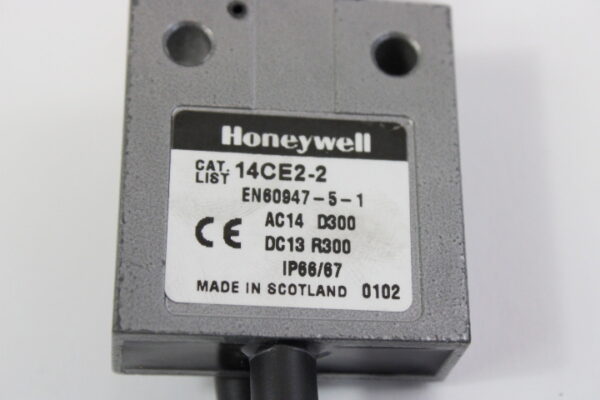 Honeywell
CAT. LIST 14CE2-2
EN60947-5-1
CE AC14 D300
DC13 R300
IP66/67
MADE IN SCOTLAND 0102